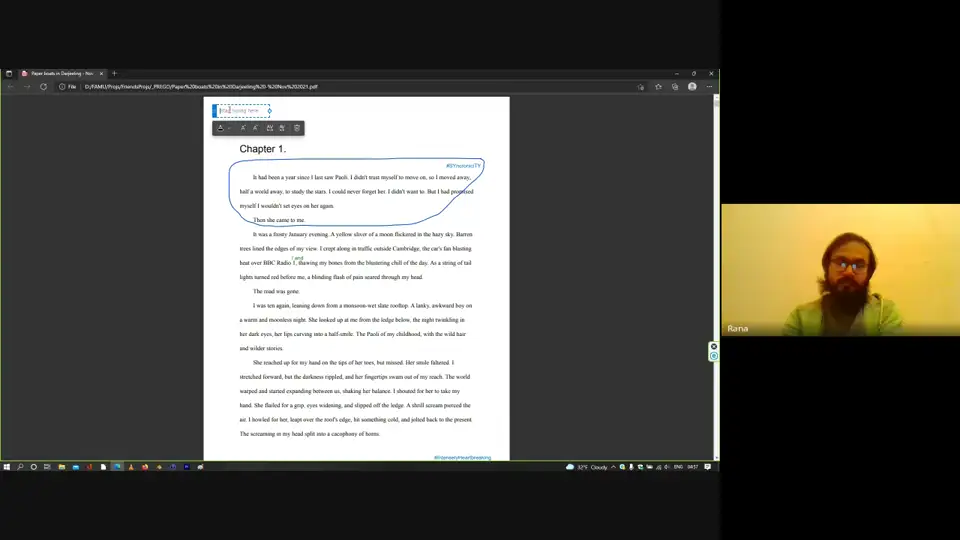 Paper boats in Darjeeling - Nov
File D:/FAMU/Proja/FriendsProja/_PREGO/Paper%20boats%20in%20Darjeeling%20-%20Nov%202021.pdf
Start typing here
Chapter 1.
#SYncronicITY
It had been a year since I last saw Paoli. I didn't trust myself to move on, so I moved away,
half a world away, to study the stars. I could never forget her. I didn't want to. But I had promised
myself I wouldn't set eyes on her again.
Then she came to me.
It was a frosty January evening. A yellow sliver of a moon flickered in the hazy sky. Barren
trees lined the edges of my view. I crept along in traffic outside Cambridge, the car's fan blasting
and
heat over BBC Radio 1, thawing my bones from the blustering chill of the day. As a string of tail
lights turned red before me, a blinding flash of pain seared through my head.
The road was gone.
I was ten again, leaning down from a monsoon-wet slate rooftop. A lanky, awkward boy on
a warm and moonless night. She looked up at me from the ledge below, the night twinkling in
her dark eyes, her lips curving into a half-smile. The Paoli of my childhood, with the wild hair
and wilder stories.
She reached up for my hand on the tips of her toes, but missed. Her smile faltered. I
stretched forward, but the darkness rippled, and her fingertips swam out of my reach. The world
warped and started expanding between us, shaking her balance. I shouted for her to take my
hand. She flailed for a grip, eyes widening, and slipped off the ledge. A shrill scream pierced the
air. I howled for her, leapt over the roof's edge, hit something cold, and jolted back to the present.
The screaming in my head split into a cacophony of horns.
#IntenselyHeartBreaking
32°F Cloudy
ENG
04:57
Rana